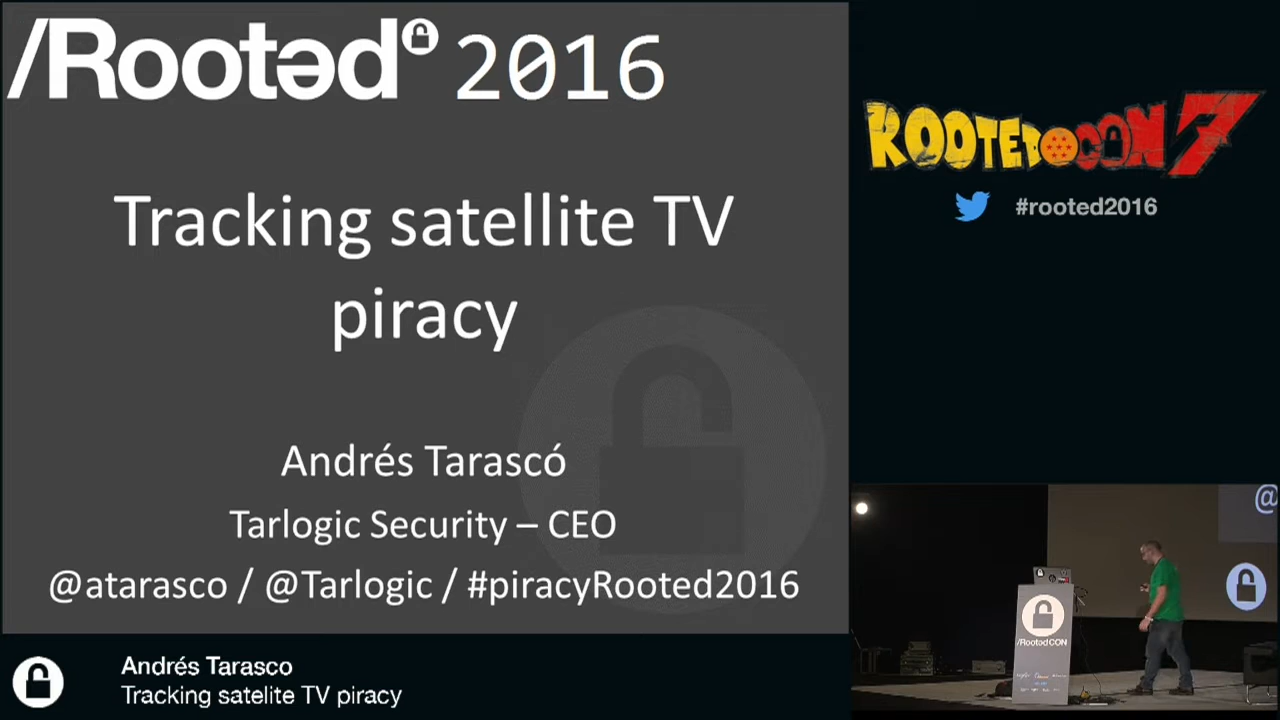 /Rootəd 2016
Tracking satellite TV
piracy
Andrés Tarascó
Tarlogic Security – CEO
@atarasco / @Tarlogic / #piracyRooted2016
ROOTEDCON 7
#rooted2016
@
/RootedCON
Andrés Tarasco
Tracking satelite TV piracy